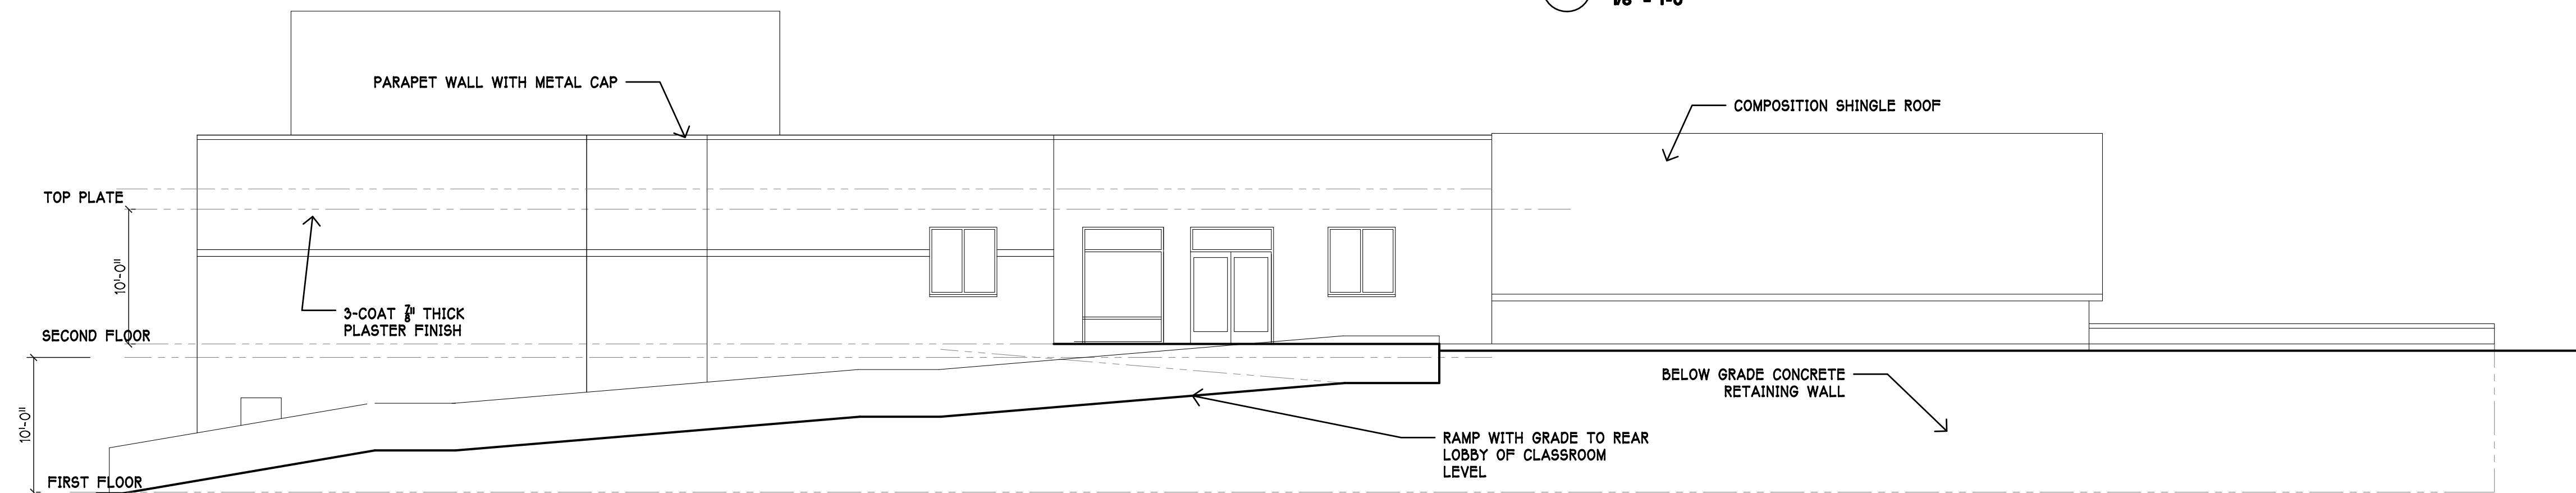 PARAPET WALL WITH METAL CAP
COMPOSITION SHINGLE ROOF
TOP PLATE
10'-0"
3-COAT 7/8" THICK
PLASTER FINISH
SECOND FLOOR
10'-0"
BELOW GRADE CONCRETE
RETAINING WALL
RAMP WITH GRADE TO REAR
LOBBY OF CLASSROOM
LEVEL
FIRST FLOOR